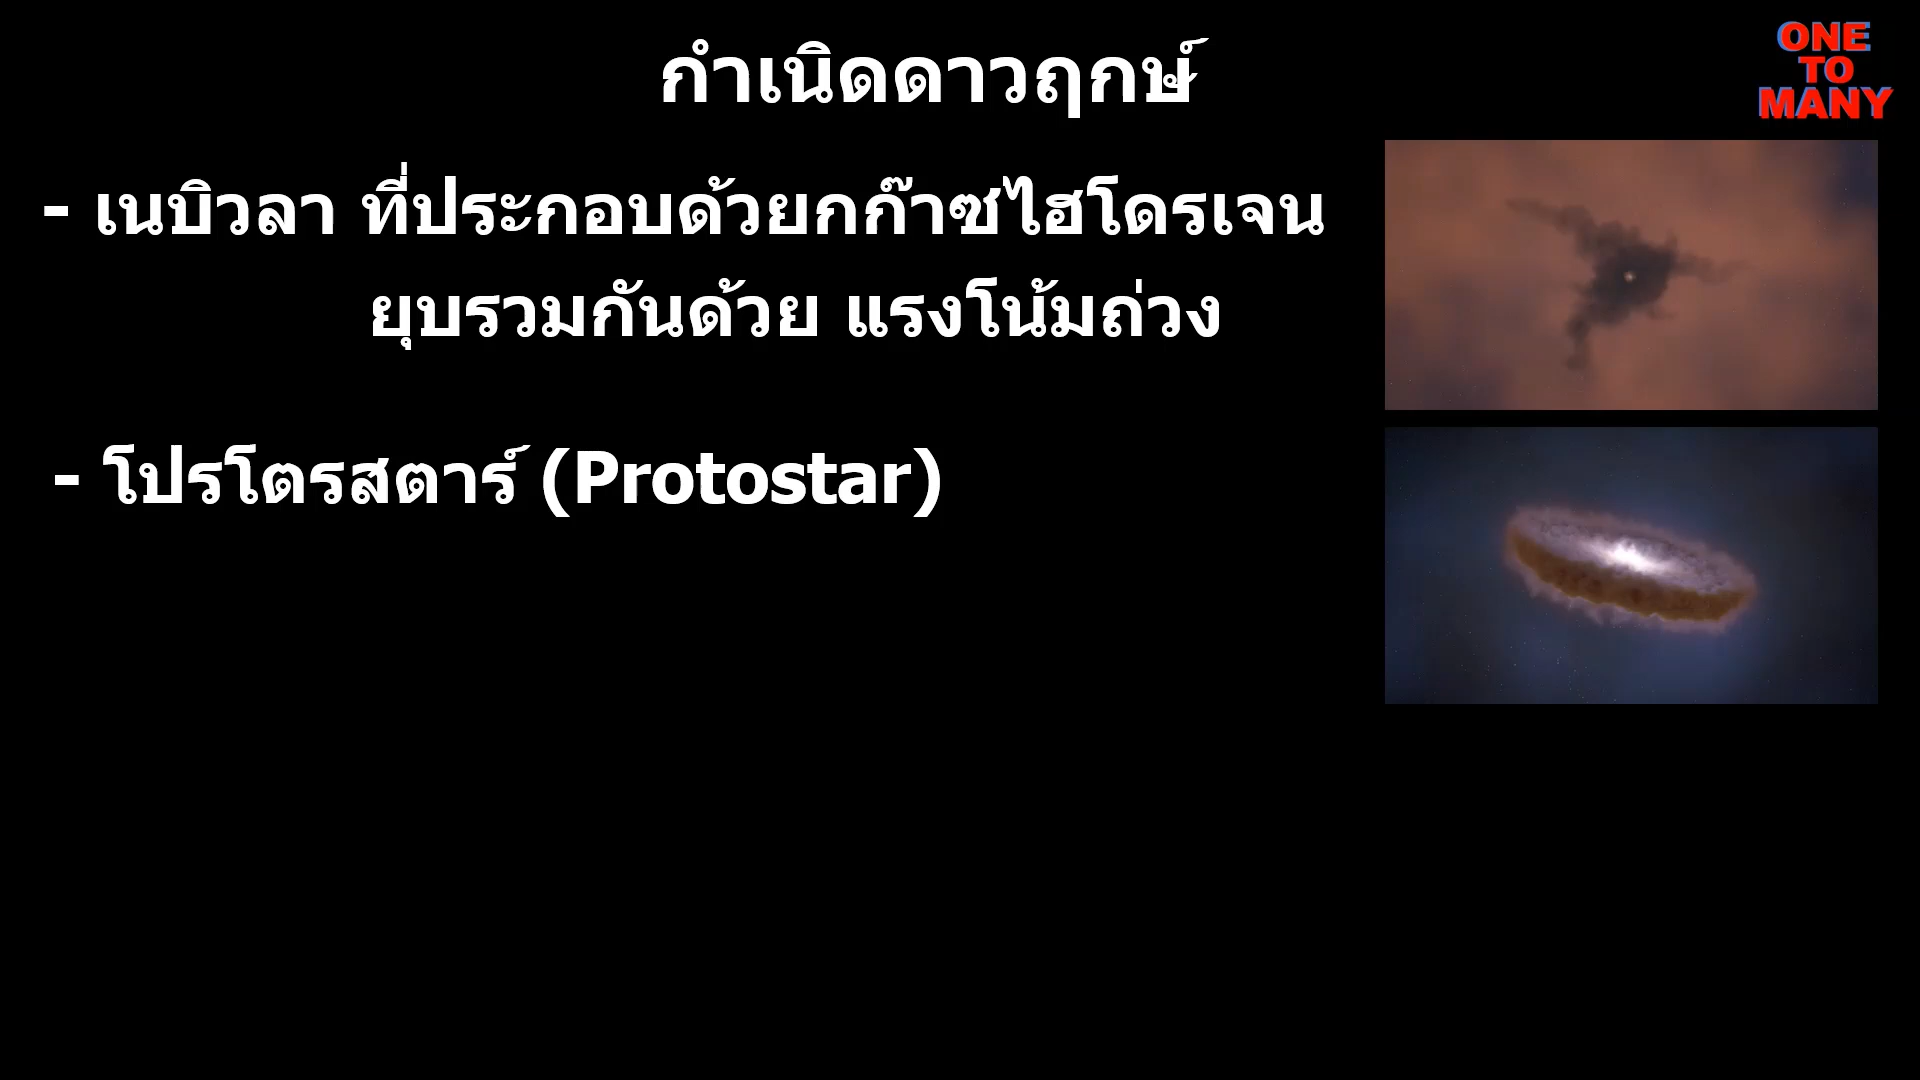 กำเนิดดาวฤกษ์
ONE
TO
MANY
- เนบิวลา ที่ประกอบด้วยกก๊าซไฮโดรเจน
ยุบรวมกันด้วย แรงโน้มถ่วง
- โปรโตรสตาร์ (Protostar)